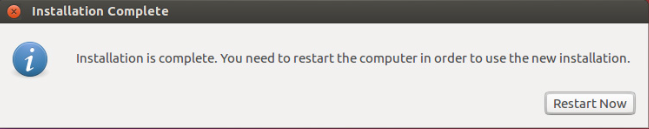 Installation Complete
Installation is complete. You need to restart the computer in order to use the new installation.
Restart Now